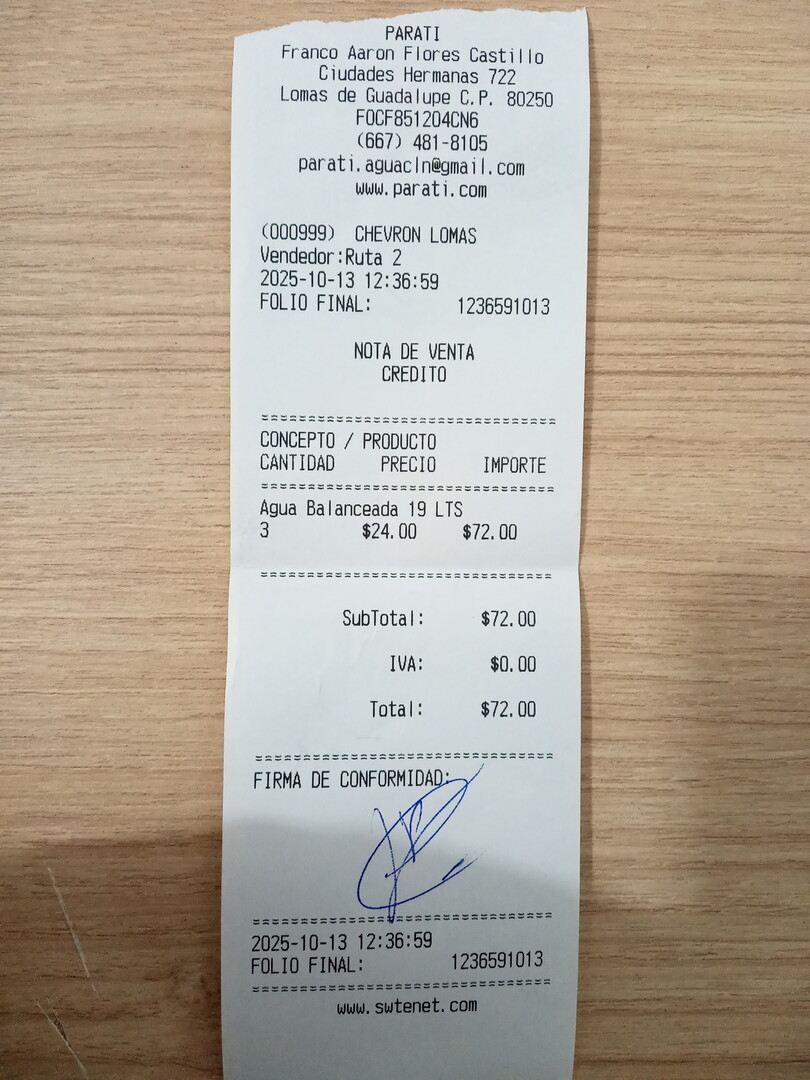 PARATI
Franco Aaron Flores Castillo
Ciudades Hermanas 722
Lomas de Guadalupe C.P. 80250
FOCF851204CN6
(667) 481-8105
parati.aguacln@gmail.com
www.parati.com
(000999) CHEVRON LOMAS
Vendedor:Ruta 2
2025-10-13 12:36:59
FOLIO FINAL: 1236591013
NOTA DE VENTA
CREDITO
CONCEPTO / PRODUCTO
CANTIDAD PRECIO IMPORTE
Agua Balanceada 19 LTS
3 $24.00 $72.00
SubTotal: $72.00
IVA: $0.00
Total: $72.00
FIRMA DE CONFORMIDAD:
2025-10-13 12:36:59
FOLIO FINAL: 1236591013
www.swtenet.com